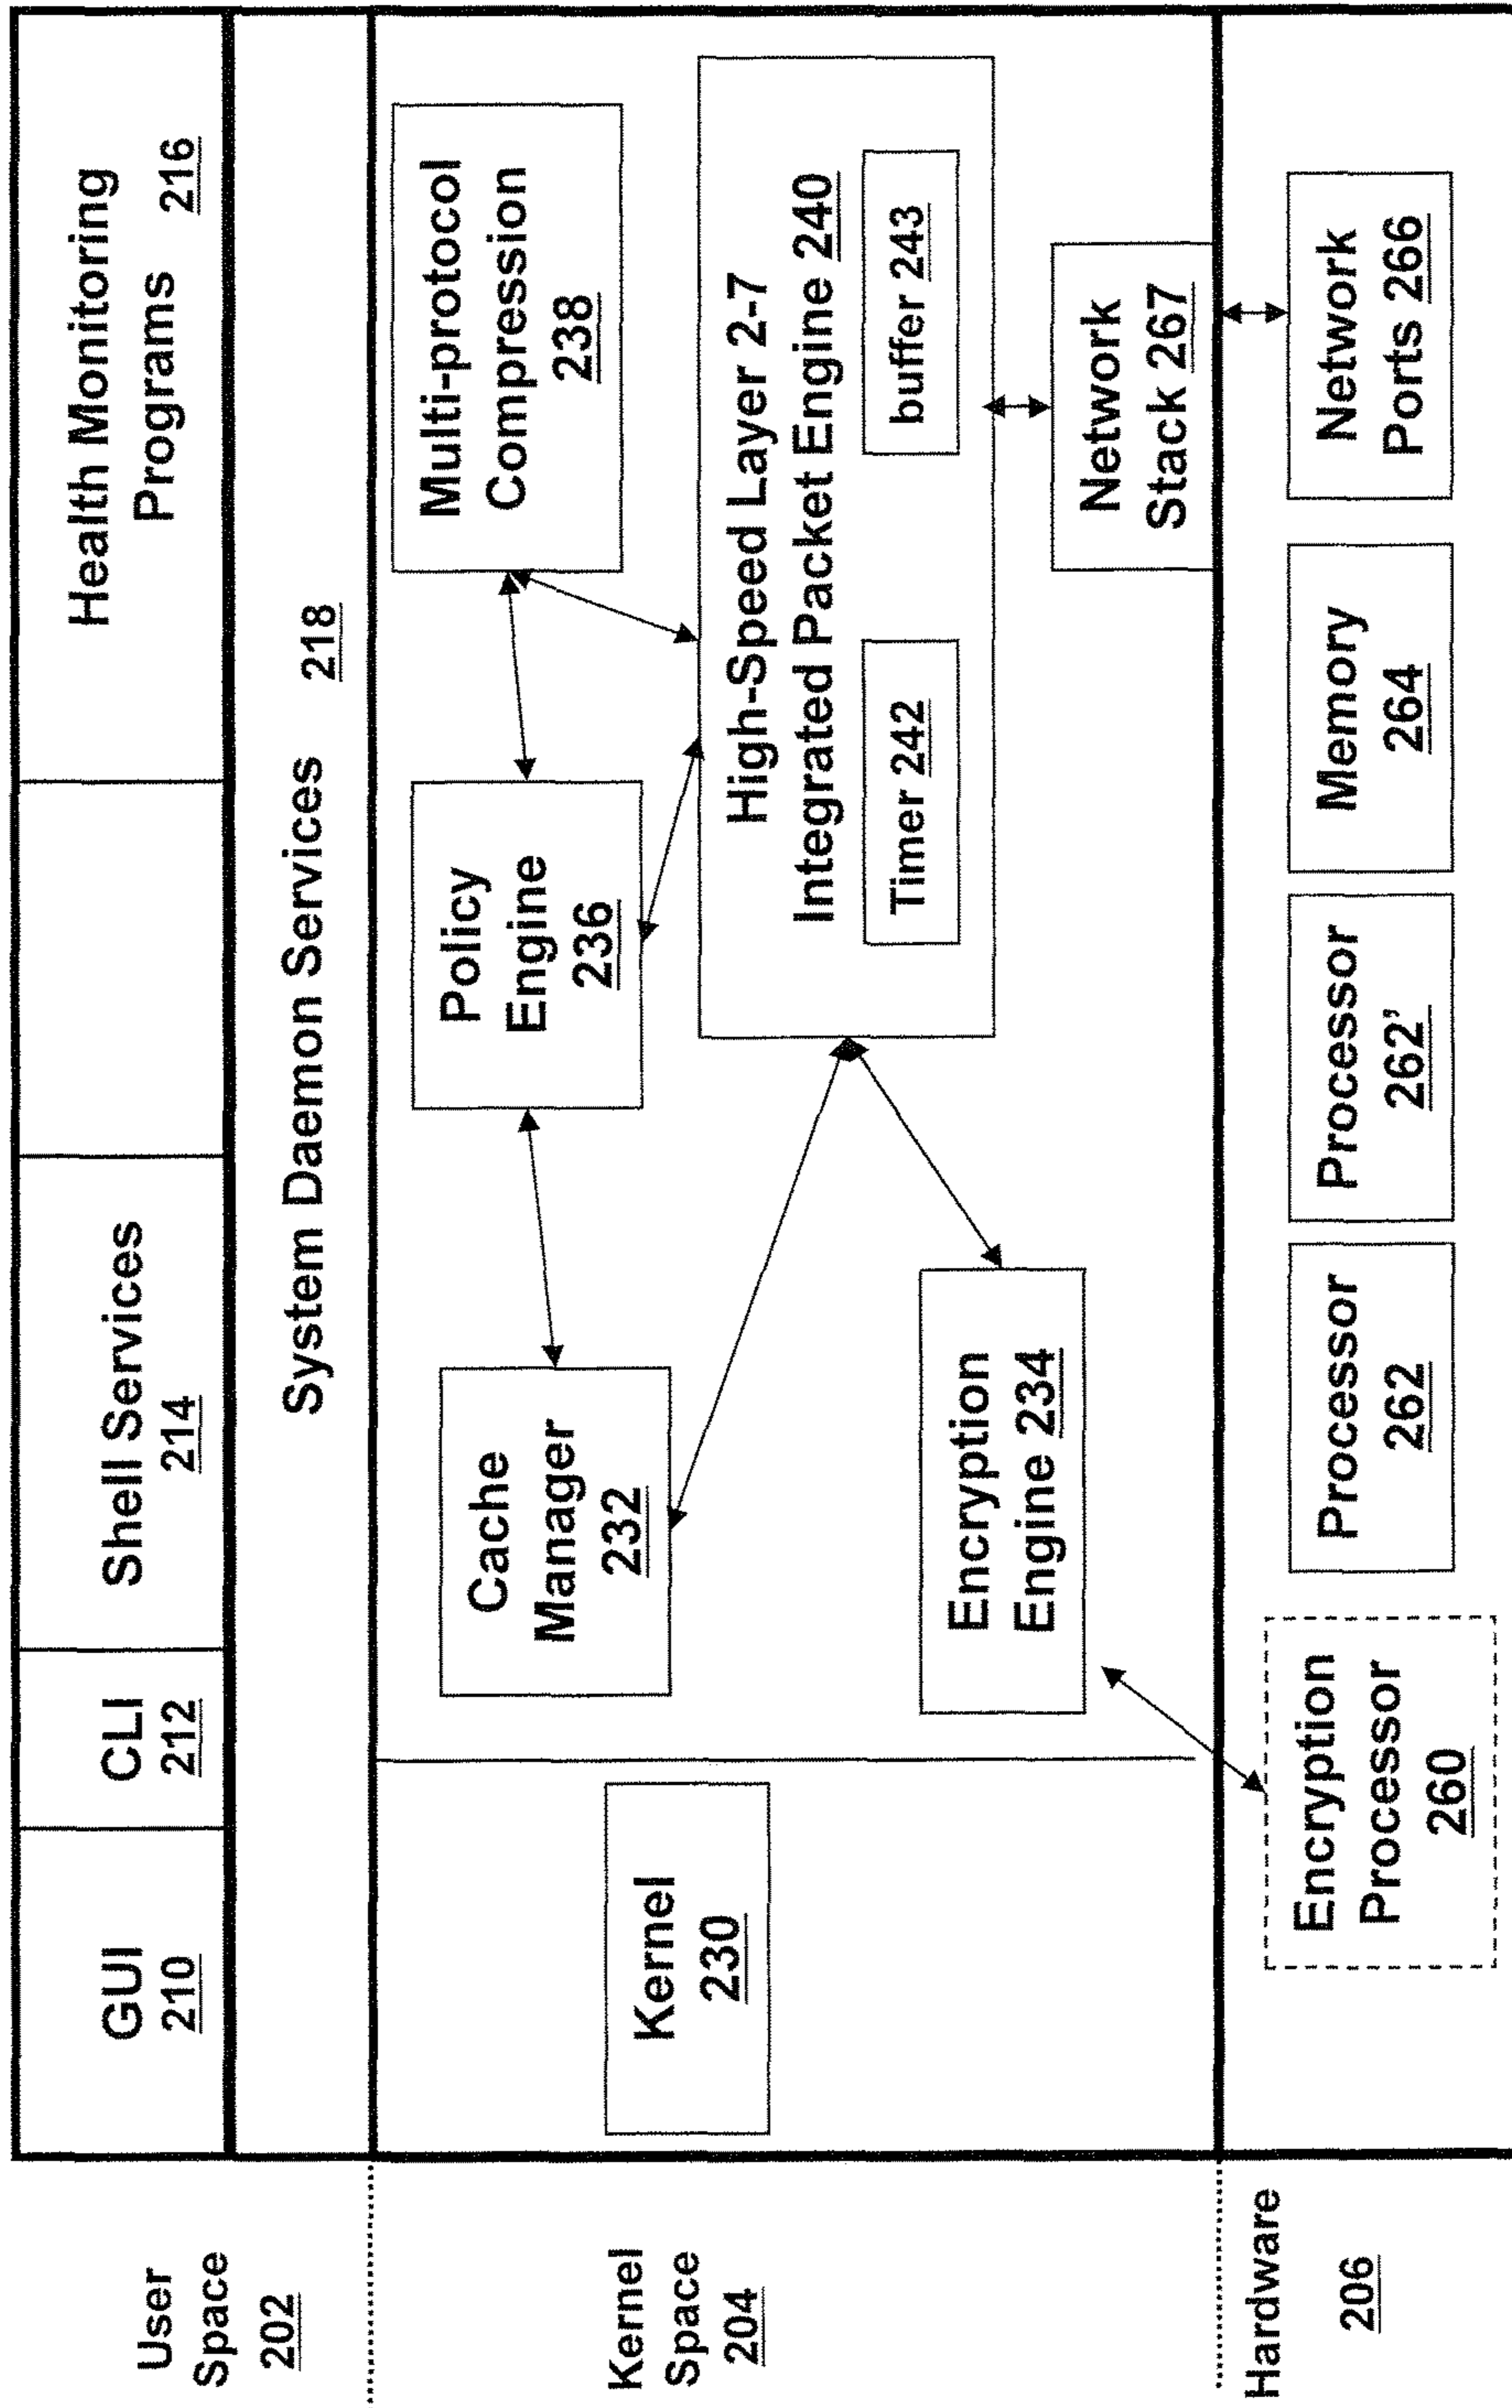 User
Space
202
GUI
210
CLI
212
Shell Services
214
Health Monitoring
Programs 216
System Daemon Services 218
Kernel
Space
204
Kernel
230
Cache
Manager
232
Policy
Engine
236
Multi-protocol
Compression
238
High-Speed Layer 2-7
Integrated Packet Engine 240
Timer 242
buffer 243
Encryption
Engine 234
Network
Stack 267
Hardware
206
Encryption
Processor
260
Processor
262
Processor
262’
Memory
264
Network
Ports 266